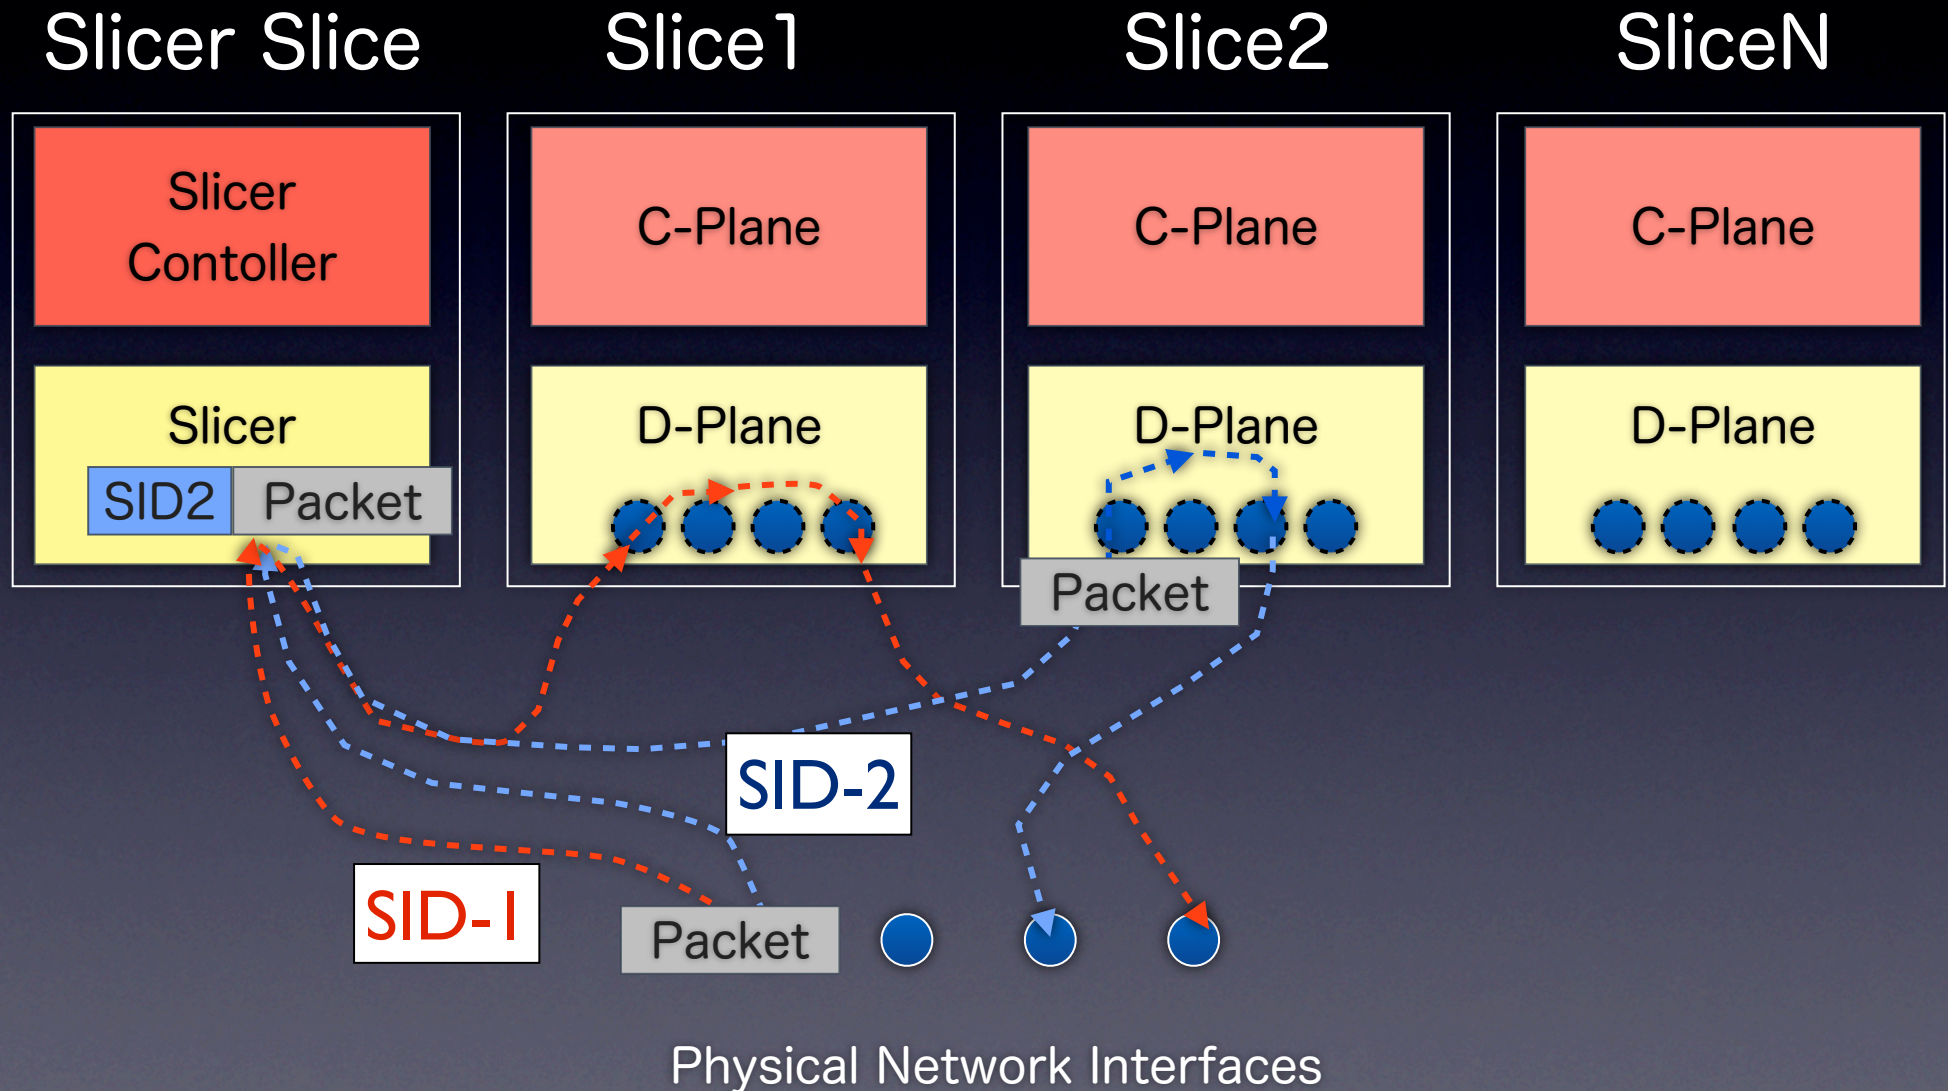 Slicer Slice
Slice1
Slice2
SliceN
Slicer
Contoller
C-Plane
C-Plane
C-Plane
Slicer
D-Plane
D-Plane
D-Plane
SID2
Packet
Packet
SID-2
SID-1
Packet
Physical Network Interfaces